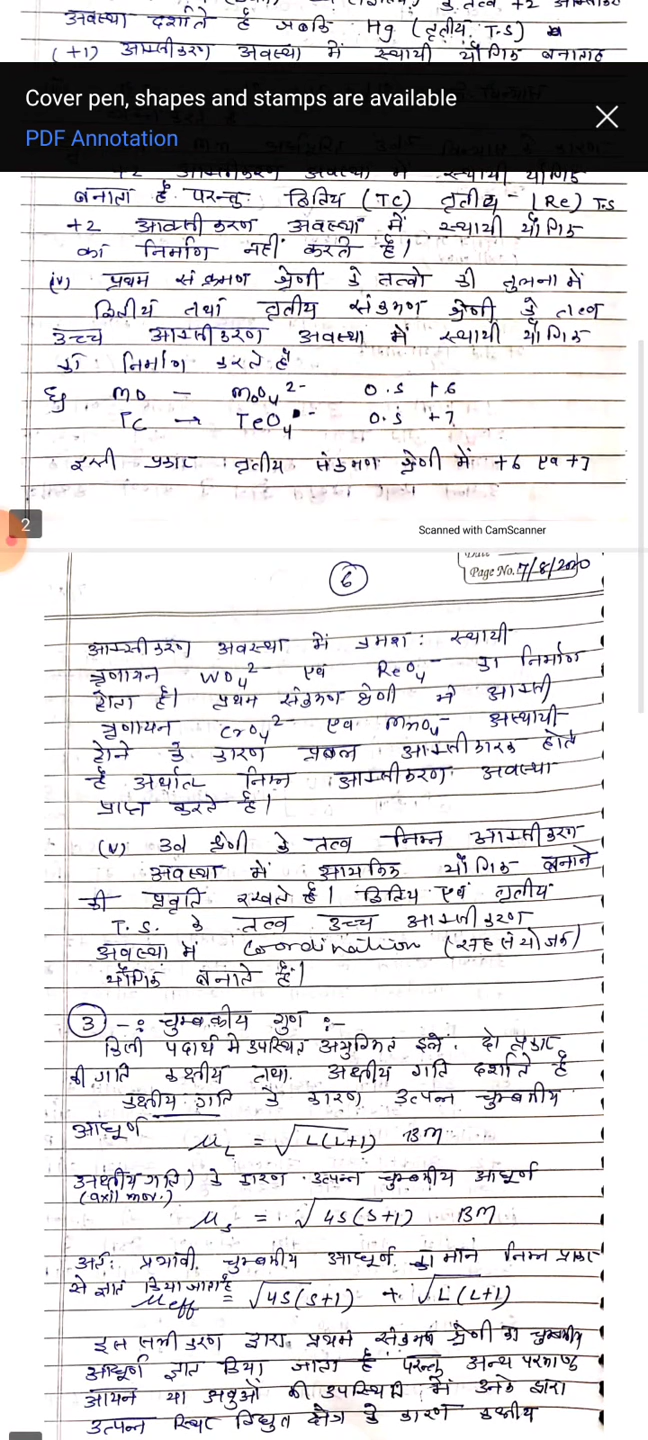 अवस्था दर्शाते है जबकि Hg (तृतीय T.S)
(+1) आक्सीकरण अवस्था में स्थायी यौगिक बनाता
Cover pen, shapes and stamps are available
PDF Annotation
+2 आक्सीकरण अवस्था में स्थायी यौगिक
बनाता है परन्तु द्वितिय (TC) तृतीय - (Re) T.S
+2 आक्सीकरण अवस्था में स्थायी यौगिक
का निर्माण नहीं करते है।
(iv) प्रथम संक्रमण श्रेणी के तत्वो की तुलना में
द्वितीय तथा तृतीय संक्रमण श्रेणी के तत्व
उच्च आक्सीकरण अवस्था में स्थायी यौगिक
का निर्माण करते है
MO — MoO4 2- O.S +6
TC → TeO4 - O.S +7
इसी प्रकार तृतीय संक्रमण श्रेणी में +6 एव +7
2
Scanned with CamScanner
6
Page No. 7/8/2020
आक्सीकरण अवस्था में क्रमश: स्थायी
ऋणायन WO4 2- एवं ReO4 - का निर्माण
होता है। प्रथम संक्रमण श्रेणी में आक्सी
ऋणायन CrO4 2- एव MnO4 - अस्थायी
होने के कारण प्रबल आक्सीकारक होते
है अर्थात निम्न आक्सीकरण अवस्था
प्राप्त करते है।
(v) श्रेणी के तत्व निम्न आक्सीकरण
अवस्था में आयनिक यौगिक बनाने
की प्रवृति रखते है। द्वितिय एवं तृतीय
T.S. के तत्व उच्च आक्सीकरण
अवस्था में Coordination (सह संयोजक)
यौगिक बनाते है।
3 -: चुम्बकीय गुण :-
किसी पदार्थ मे उपस्थित अयुग्मित इले. दो प्रकार
की गति कक्षीय तथा अक्षीय गति दर्शाते है
कक्षीय गति के कारण उत्पन्न चुम्बकीय
आघूर्ण μL = √L(L+1) BM
अक्षीय गति) के कारण उत्पन्न चुम्बकीय आघूर्ण
(axil mov.)
μs = √4S(S+1) BM
अतः प्रभावी चुम्बकीय आघूर्ण का मान निम्न प्रकार
से ज्ञात किया जाता है
μeff = √4S(S+1) + √L(L+1)
इस समीकरण द्वारा प्रथम संक्रमण श्रेणी का चुम्बकीय
आघूर्ण ज्ञात किया जाता है परन्तु अन्य परमाणु
आयन या अणुओं की उपस्थिति में उनके द्वारा
उत्पन्न स्थिर विधुत क्षेत्र के कारण कक्षीय